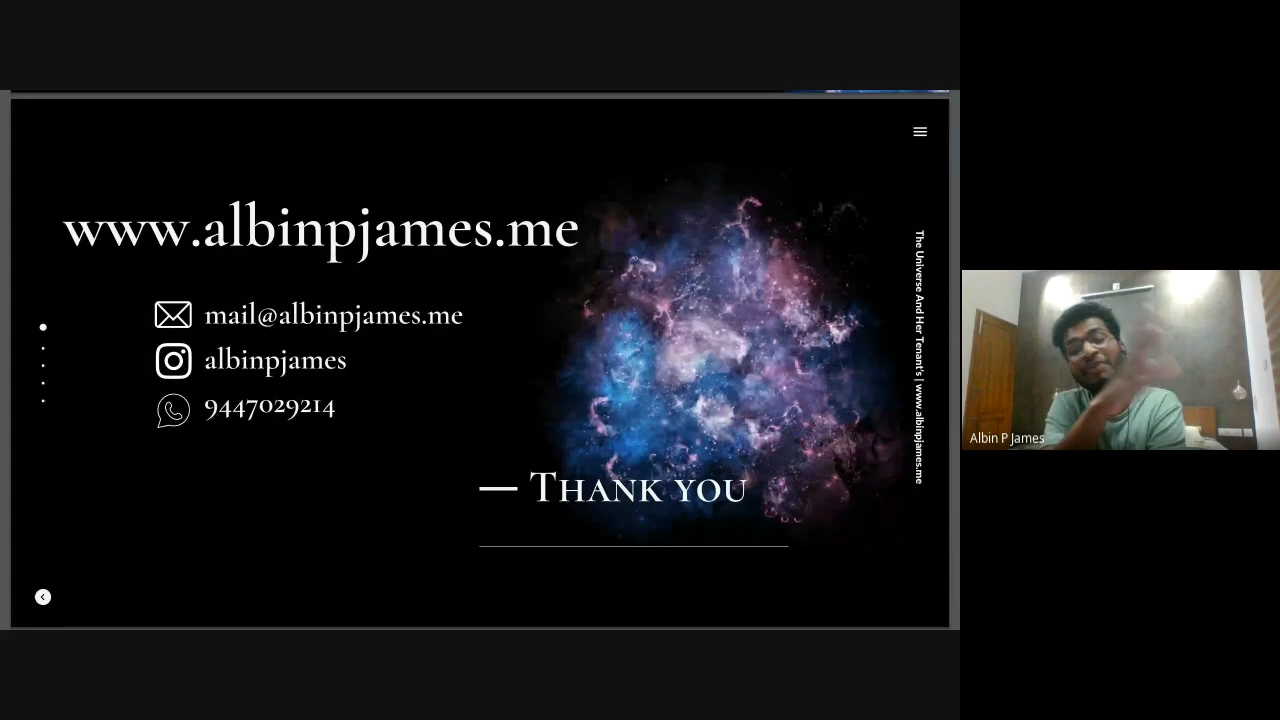 www.albinpjames.me
mail@albinpjames.me
albinpjames
9447029214
— Thank you
The Universe And Her Tenant's | www.albinpjames.me
Albin P James